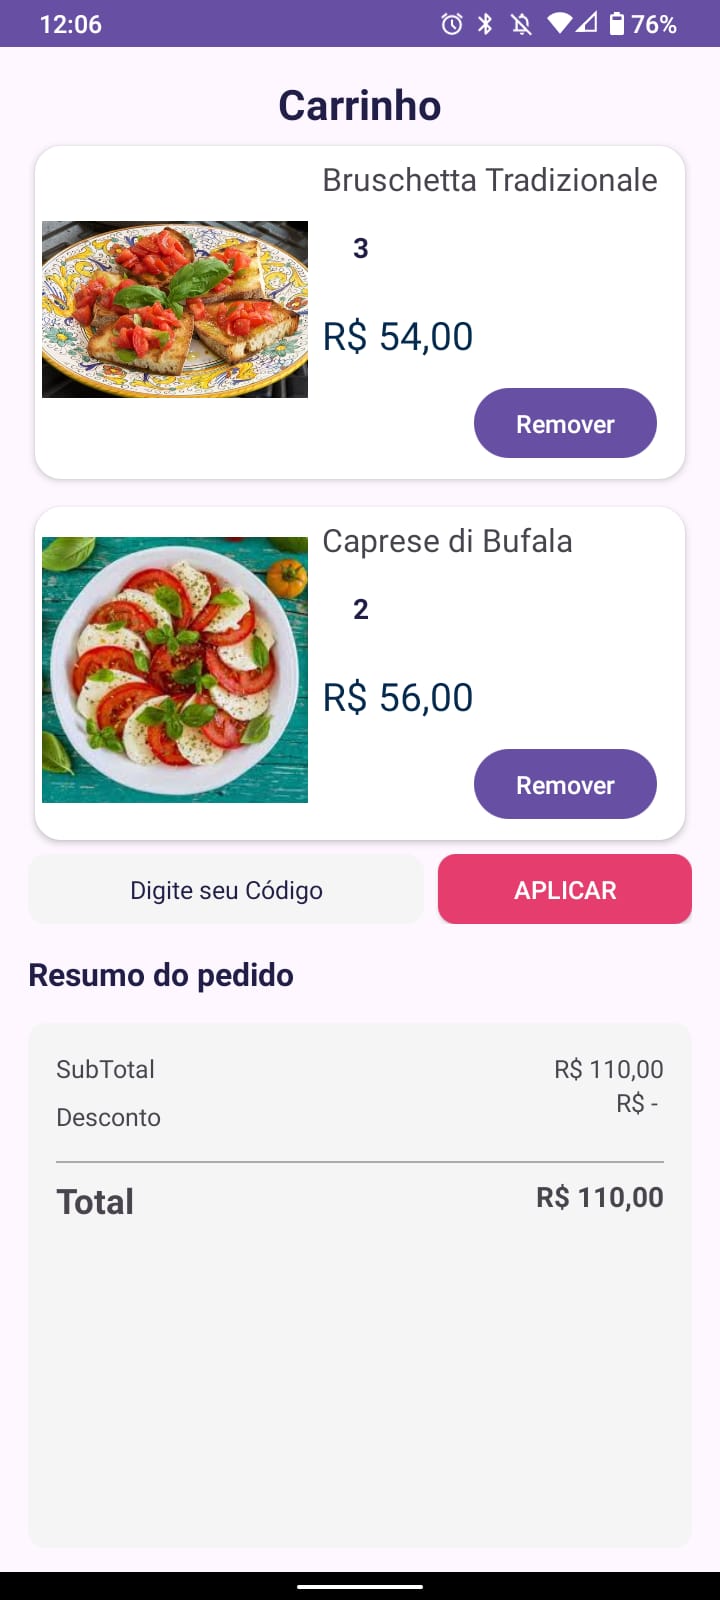 12:06 76%
Carrinho
Bruschetta Tradizionale
3
R$ 54,00
Remover
Caprese di Bufala
2
R$ 56,00
Remover
Digite seu Código APLICAR
Resumo do pedido
SubTotal R$ 110,00
Desconto R$ -
Total R$ 110,00